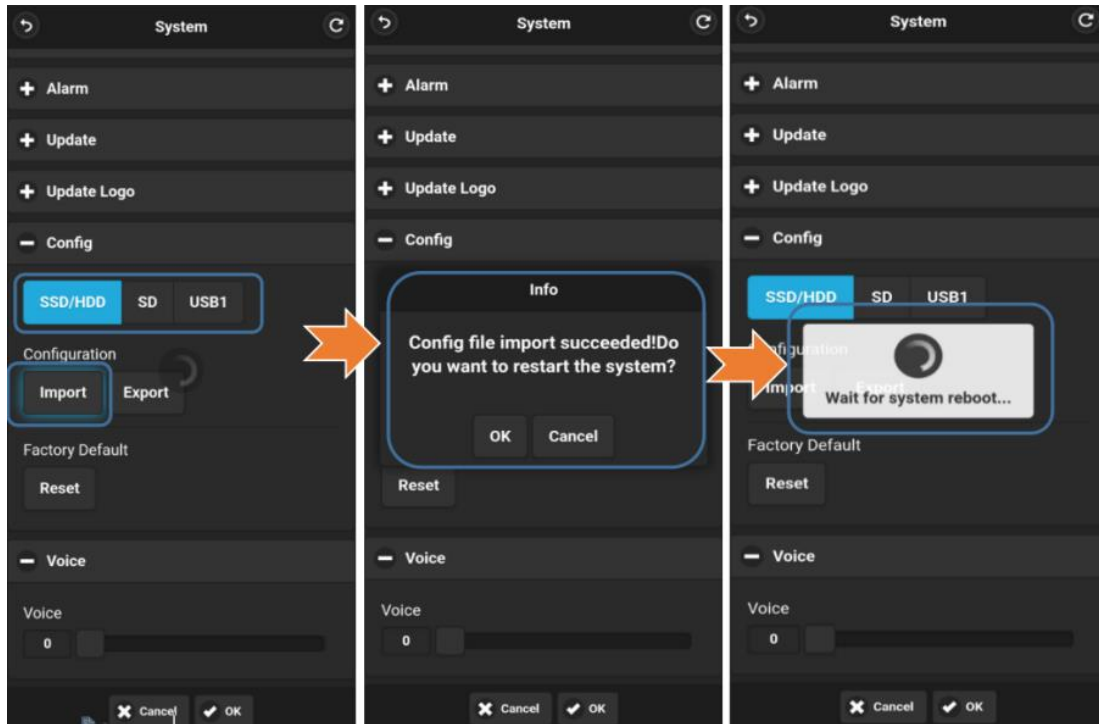 System
Alarm
Update
Update Logo
Config
SSD/HDD SD USB1
Configuration
Import Export
Factory Default
Reset
Voice
Voice
0
Cancel OK
System
Alarm
Update
Update Logo
Config
Info
Config file import succeeded!Do
you want to restart the system?
OK Cancel
Reset
Voice
Voice
0
Cancel OK
System
Alarm
Update
Update Logo
Config
SSD/HDD SD USB1
Configuration
Import Export
Wait for system reboot...
Factory Default
Reset
Voice
Voice
0
Cancel OK